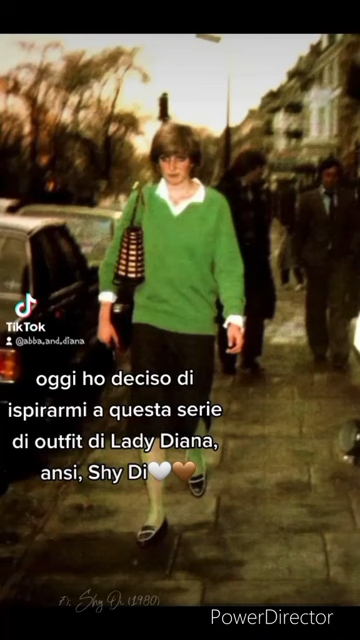 TikTok
@abba,and,diana
oggi ho deciso di
ispirarmi a questa serie
di outfit di Lady Diana,
ansi, Shy Di🤍🤎
Shy Di (1980)
PowerDirector